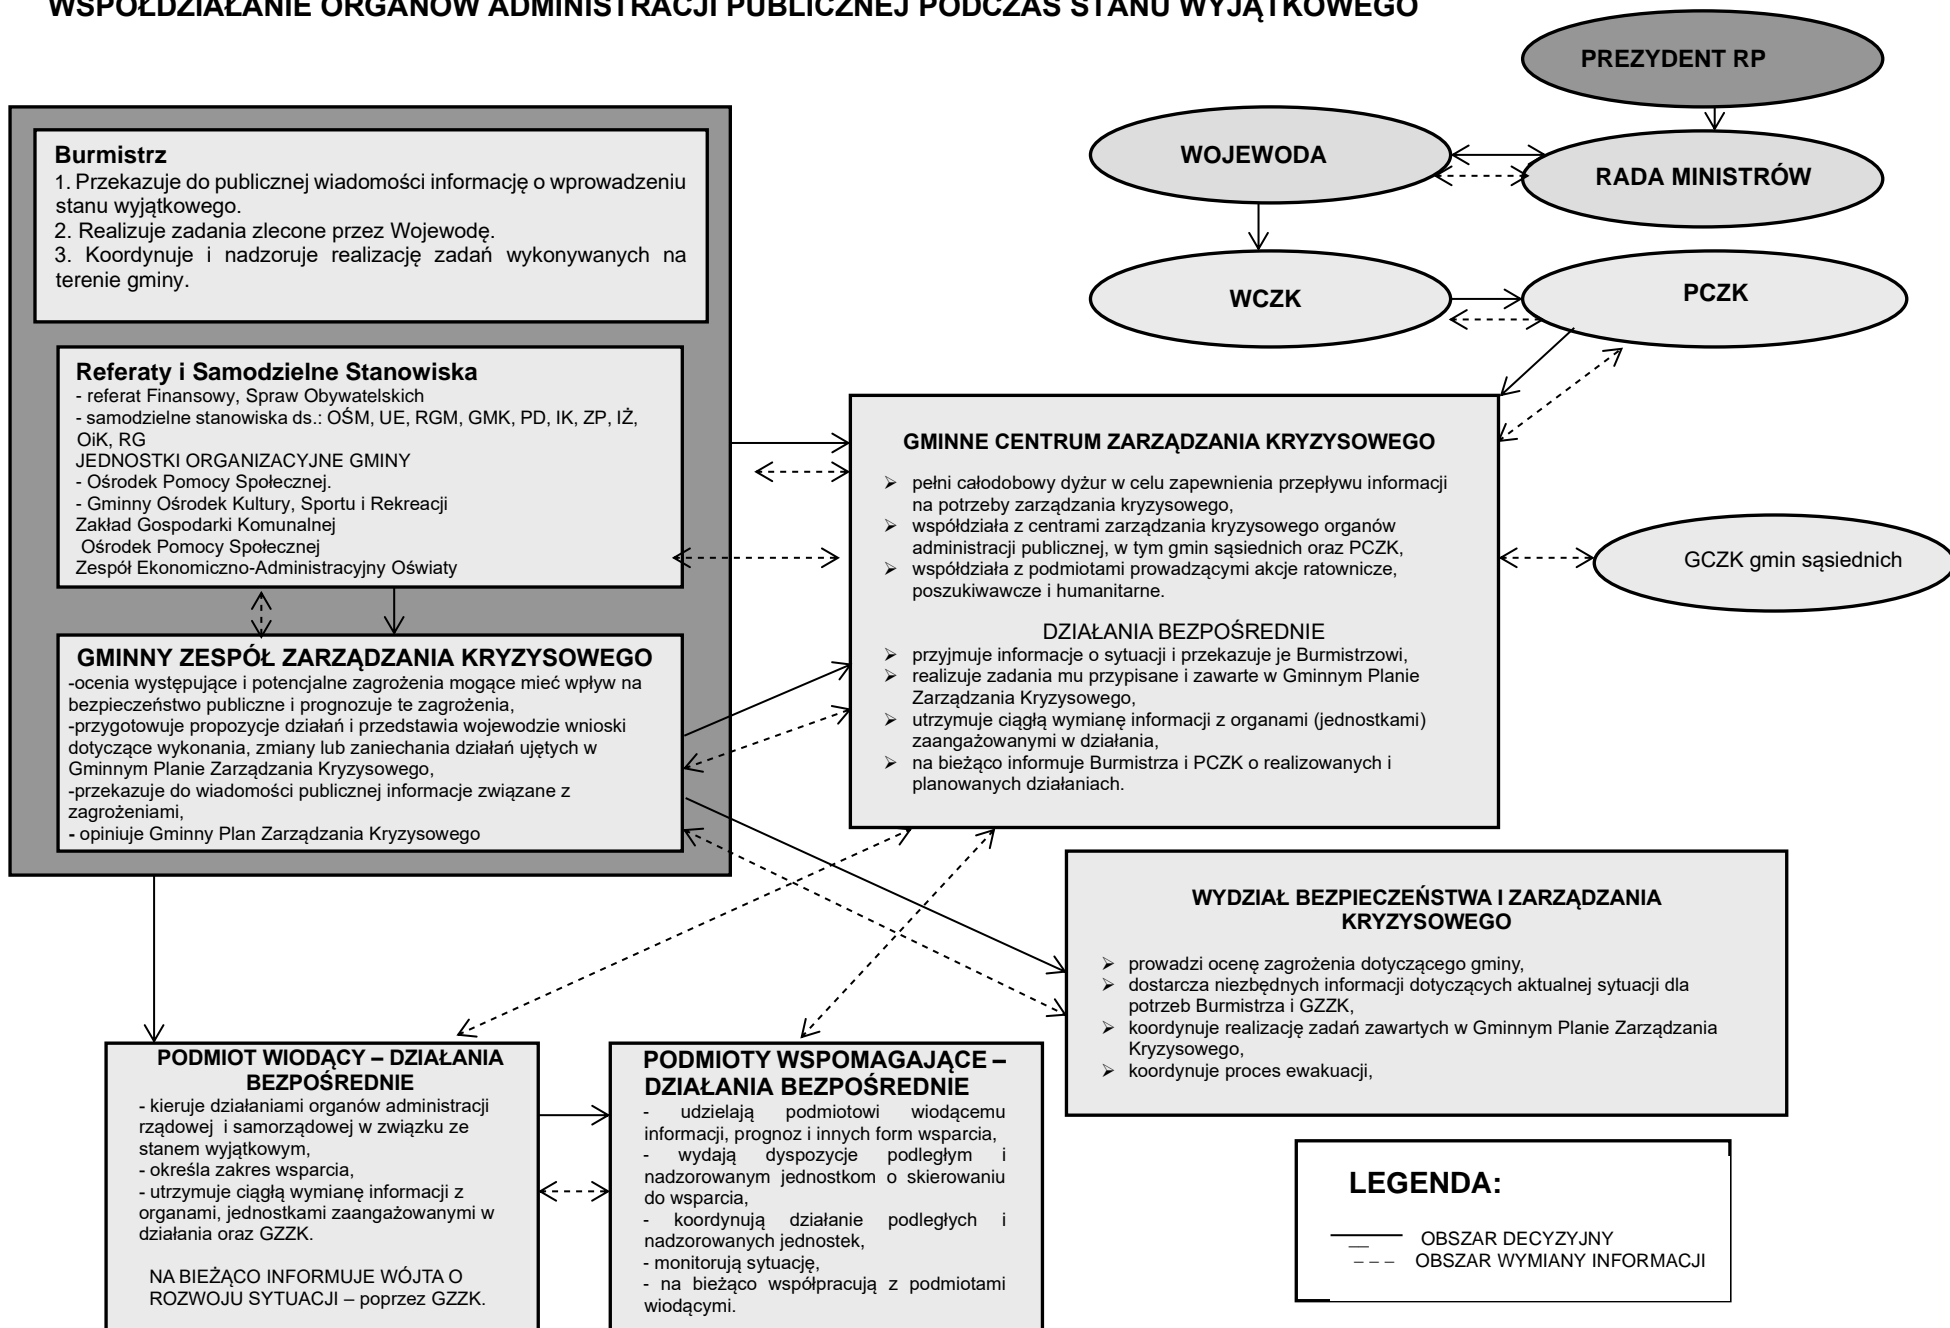 WSPÓŁDZIAŁANIE ORGANÓW ADMINISTRACJI PUBLICZNEJ PODCZAS STANU WYJĄTKOWEGO
PREZYDENT RP
WOJEWODA
RADA MINISTRÓW
WCZK
PCZK
Burmistrz
1. Przekazuje do publicznej wiadomości informację o wprowadzeniu
stanu wyjątkowego.
2. Realizuje zadania zlecone przez Wojewodę.
3. Koordynuje i nadzoruje realizację zadań wykonywanych na
terenie gminy.
Referaty i Samodzielne Stanowiska
- referat Finansowy, Spraw Obywatelskich
- samodzielne stanowiska ds.: OŚM, UE, RGM, GMK, PD, IK, ZP, IŻ,
OiK, RG
JEDNOSTKI ORGANIZACYJNE GMINY
- Ośrodek Pomocy Społecznej.
- Gminny Ośrodek Kultury, Sportu i Rekreacji
Zakład Gospodarki Komunalnej
Ośrodek Pomocy Społecznej
Zespół Ekonomiczno-Administracyjny Oświaty
GMINNY ZESPÓŁ ZARZĄDZANIA KRYZYSOWEGO
-ocenia występujące i potencjalne zagrożenia mogące mieć wpływ na
bezpieczeństwo publiczne i prognozuje te zagrożenia,
-przygotowuje propozycje działań i przedstawia wojewodzie wnioski
dotyczące wykonania, zmiany lub zaniechania działań ujętych w
Gminnym Planie Zarządzania Kryzysowego,
-przekazuje do wiadomości publicznej informacje związane z
zagrożeniami,
- opiniuje Gminny Plan Zarządzania Kryzysowego
GMINNE CENTRUM ZARZĄDZANIA KRYZYSOWEGO
➢ pełni całodobowy dyżur w celu zapewnienia przepływu informacji
na potrzeby zarządzania kryzysowego,
➢ współdziała z centrami zarządzania kryzysowego organów
administracji publicznej, w tym gmin sąsiednich oraz PCZK,
➢ współdziała z podmiotami prowadzącymi akcje ratownicze,
poszukiwawcze i humanitarne.
DZIAŁANIA BEZPOŚREDNIE
➢ przyjmuje informacje o sytuacji i przekazuje je Burmistrzowi,
➢ realizuje zadania mu przypisane i zawarte w Gminnym Planie
Zarządzania Kryzysowego,
➢ utrzymuje ciągłą wymianę informacji z organami (jednostkami)
zaangażowanymi w działania,
➢ na bieżąco informuje Burmistrza i PCZK o realizowanych i
planowanych działaniach.
GCZK gmin sąsiednich
WYDZIAŁ BEZPIECZEŃSTWA I ZARZĄDZANIA
KRYZYSOWEGO
➢ prowadzi ocenę zagrożenia dotyczącego gminy,
➢ dostarcza niezbędnych informacji dotyczących aktualnej sytuacji dla
potrzeb Burmistrza i GZZK,
➢ koordynuje realizację zadań zawartych w Gminnym Planie Zarządzania
Kryzysowego,
➢ koordynuje proces ewakuacji,
PODMIOT WIODĄCY – DZIAŁANIA
BEZPOŚREDNIE
- kieruje działaniami organów administracji
rządowej i samorządowej w związku ze
stanem wyjątkowym,
- określa zakres wsparcia,
- utrzymuje ciągłą wymianę informacji z
organami, jednostkami zaangażowanymi w
działania oraz GZZK.
NA BIEŻĄCO INFORMUJE WÓJTA O
ROZWOJU SYTUACJI – poprzez GZZK.
PODMIOTY WSPOMAGAJĄCE –
DZIAŁANIA BEZPOŚREDNIE
- udzielają podmiotowi wiodącemu
informacji, prognoz i innych form wsparcia,
- wydają dyspozycje podległym i
nadzorowanym jednostkom o skierowaniu
do wsparcia,
- koordynują działanie podległych i
nadzorowanych jednostek,
- monitorują sytuację,
- na bieżąco współpracują z podmiotami
wiodącymi.
LEGENDA:
OBSZAR DECYZYJNY
OBSZAR WYMIANY INFORMACJI